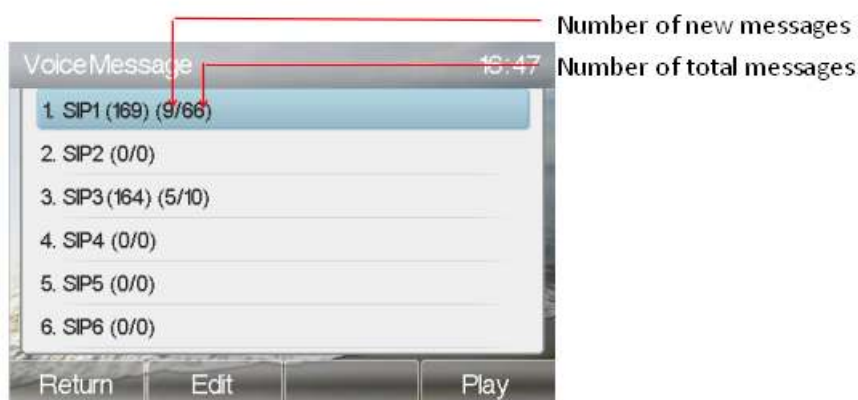 Number of new messages
VoiceMessage 16:47 Number of total messages
1. SIP1 (169) (9/66)
2. SIP2 (0/0)
3. SIP3 (164) (5/10)
4. SIP4 (0/0)
5. SIP5 (0/0)
6. SIP6 (0/0)
Return Edit Play